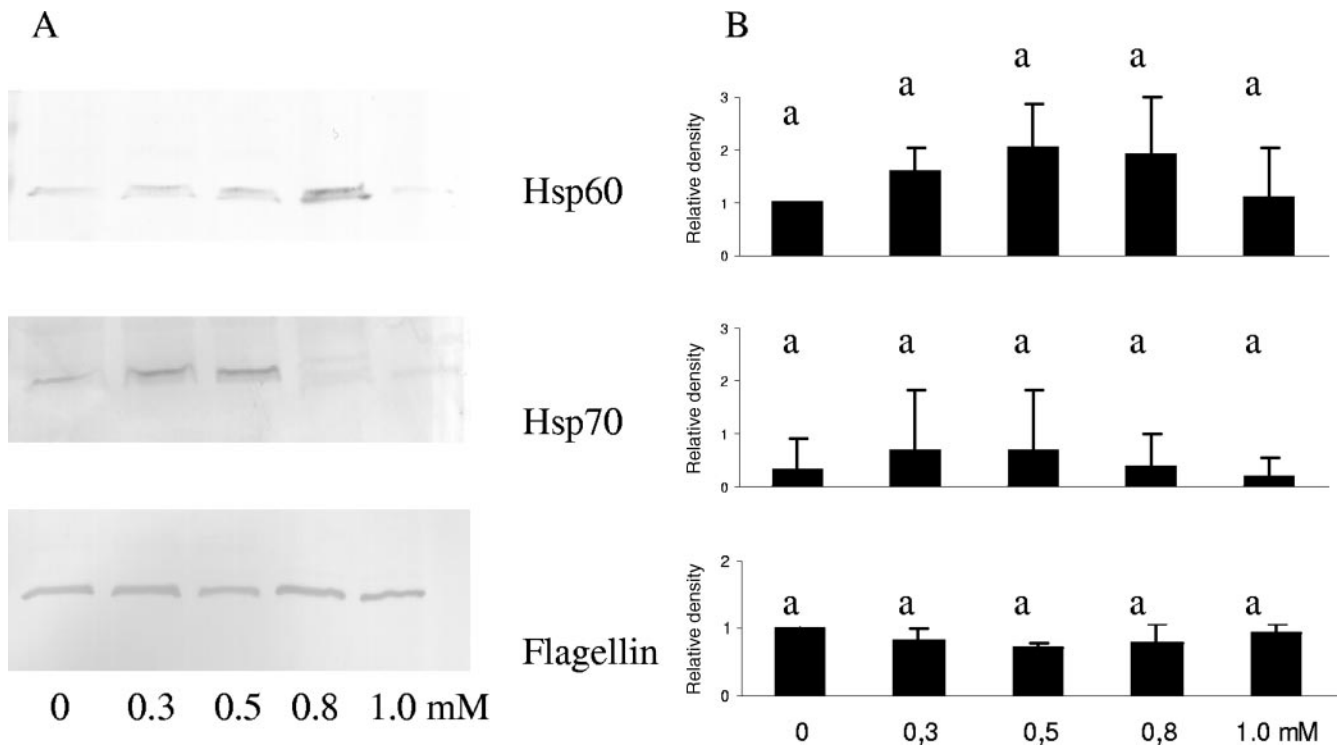 A
Hsp60
Hsp70
Flagellin
0 0.3 0.5 0.8 1.0 mM
B
a a a a a
Relative density
3
2
1
0
a a a a a
Relative density
3
2
1
0
a a a a a
Relative density
2
1
0
0 0,3 0,5 0,8 1.0 mM